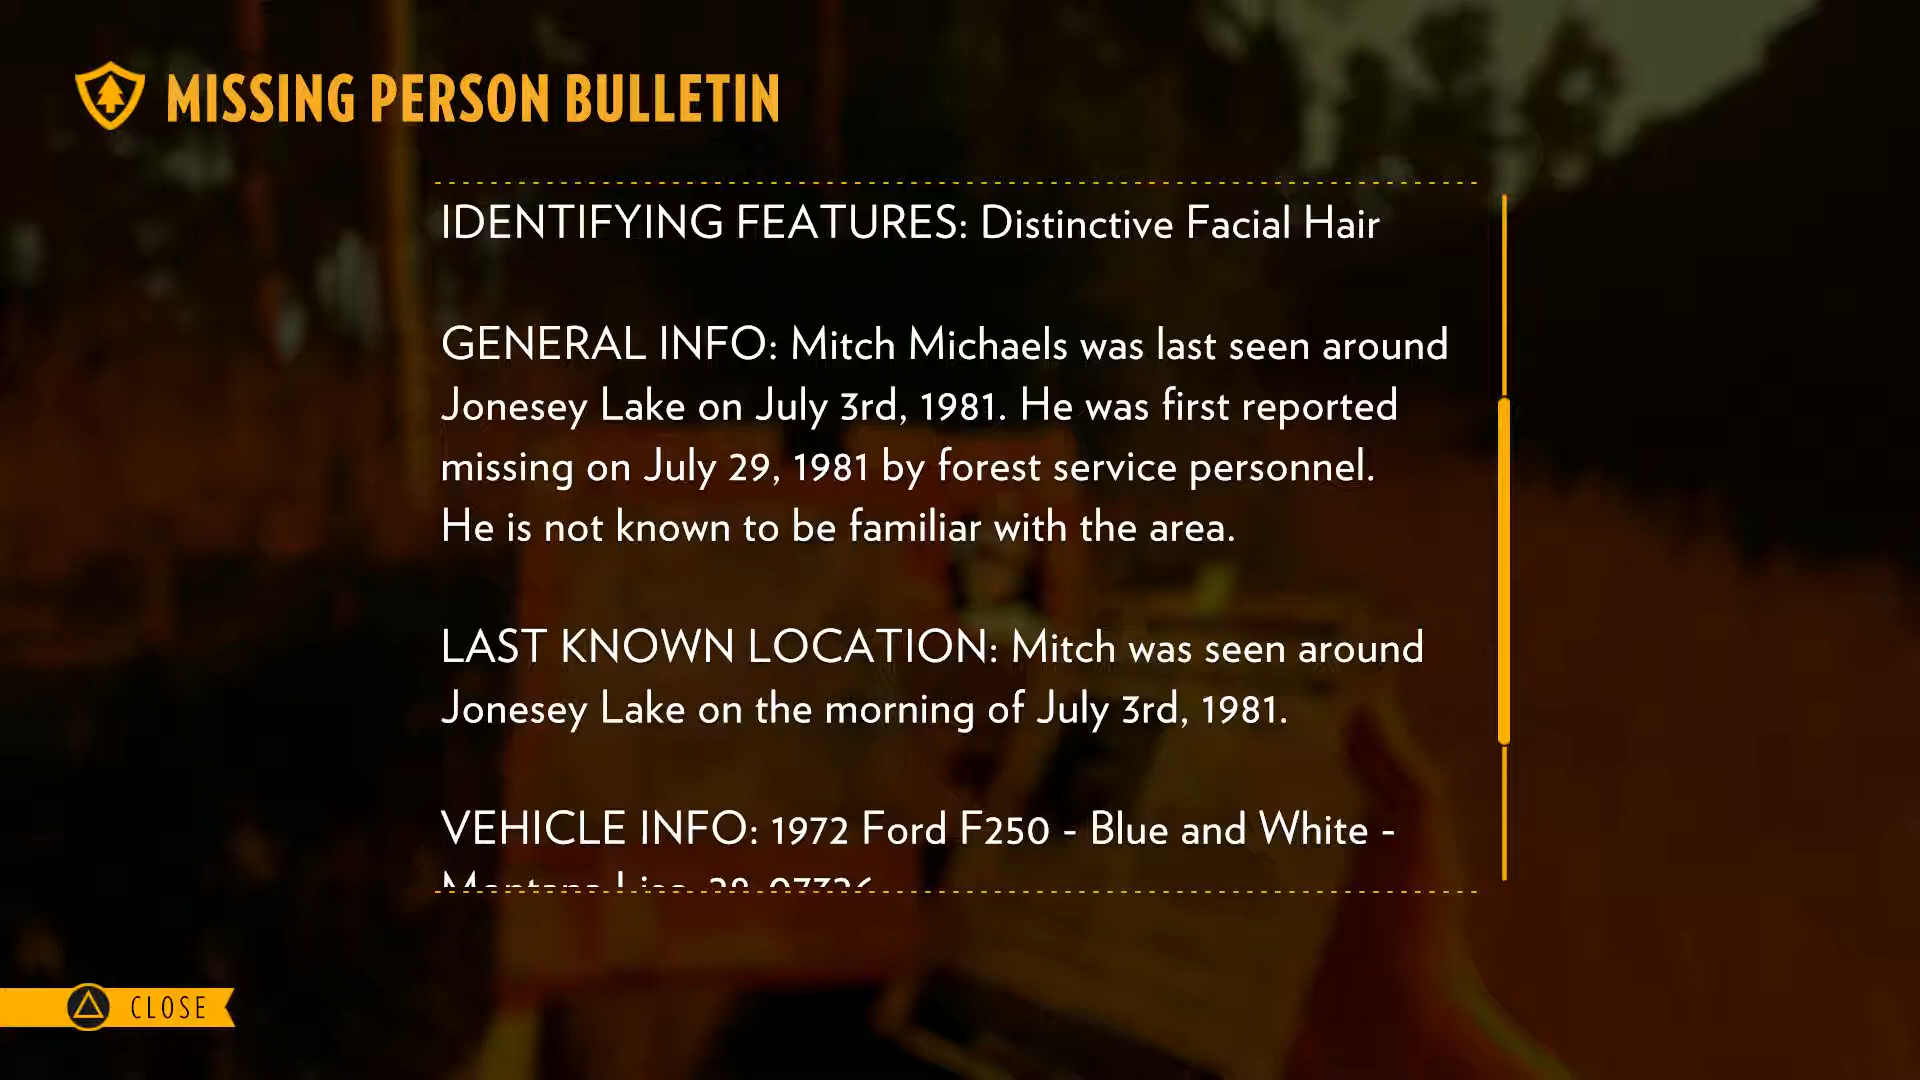 MISSING PERSON BULLETIN
IDENTIFYING FEATURES: Distinctive Facial Hair
GENERAL INFO: Mitch Michaels was last seen around
Jonesey Lake on July 3rd, 1981. He was first reported
missing on July 29, 1981 by forest service personnel.
He is not known to be familiar with the area.
LAST KNOWN LOCATION: Mitch was seen around
Jonesey Lake on the morning of July 3rd, 1981.
VEHICLE INFO: 1972 Ford F250 - Blue and White -
Montana
CLOSE